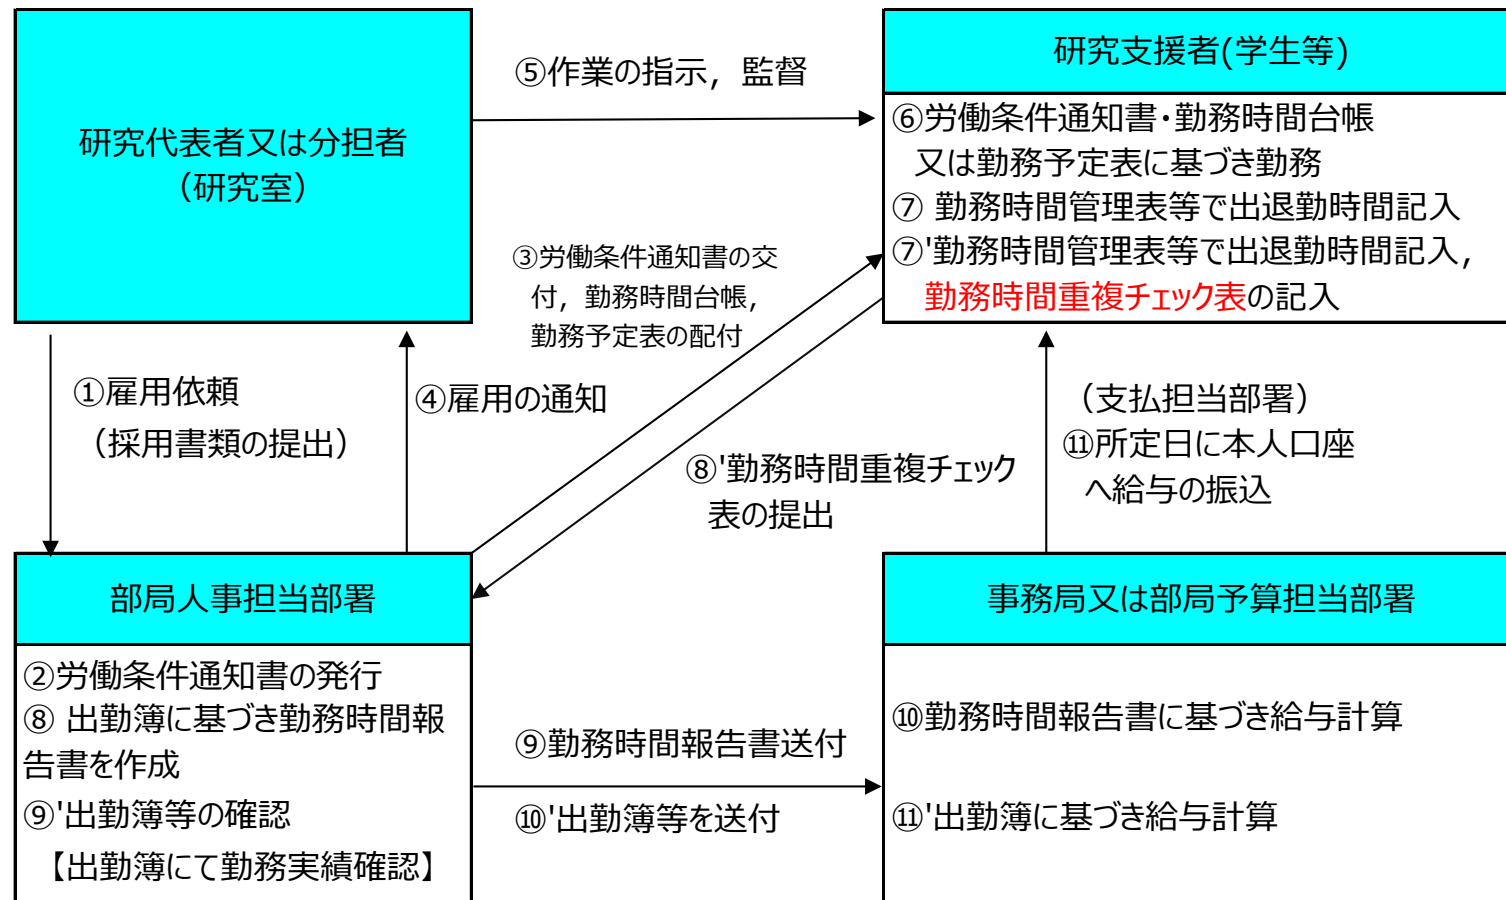 研究代表者又は分担者
（研究室）
⑤作業の指示，監督
研究支援者(学生等)
⑥労働条件通知書・勤務時間台帳
又は勤務予定表に基づき勤務
⑦ 勤務時間管理表等で出退勤時間記入
⑦'勤務時間管理表等で出退勤時間記入，
勤務時間重複チェック表の記入
③労働条件通知書の交
付，勤務時間台帳，
勤務予定表の配付
①雇用依頼
（採用書類の提出）
④雇用の通知
⑧'勤務時間重複チェック
表の提出
（支払担当部署）
⑪所定日に本人口座
へ給与の振込
部局人事担当部署
②労働条件通知書の発行
⑧ 出勤簿に基づき勤務時間報
告書を作成
⑨'出勤簿等の確認
【出勤簿にて勤務実績確認】
⑨勤務時間報告書送付
⑩'出勤簿等を送付
事務局又は部局予算担当部署
⑩勤務時間報告書に基づき給与計算
⑪'出勤簿に基づき給与計算